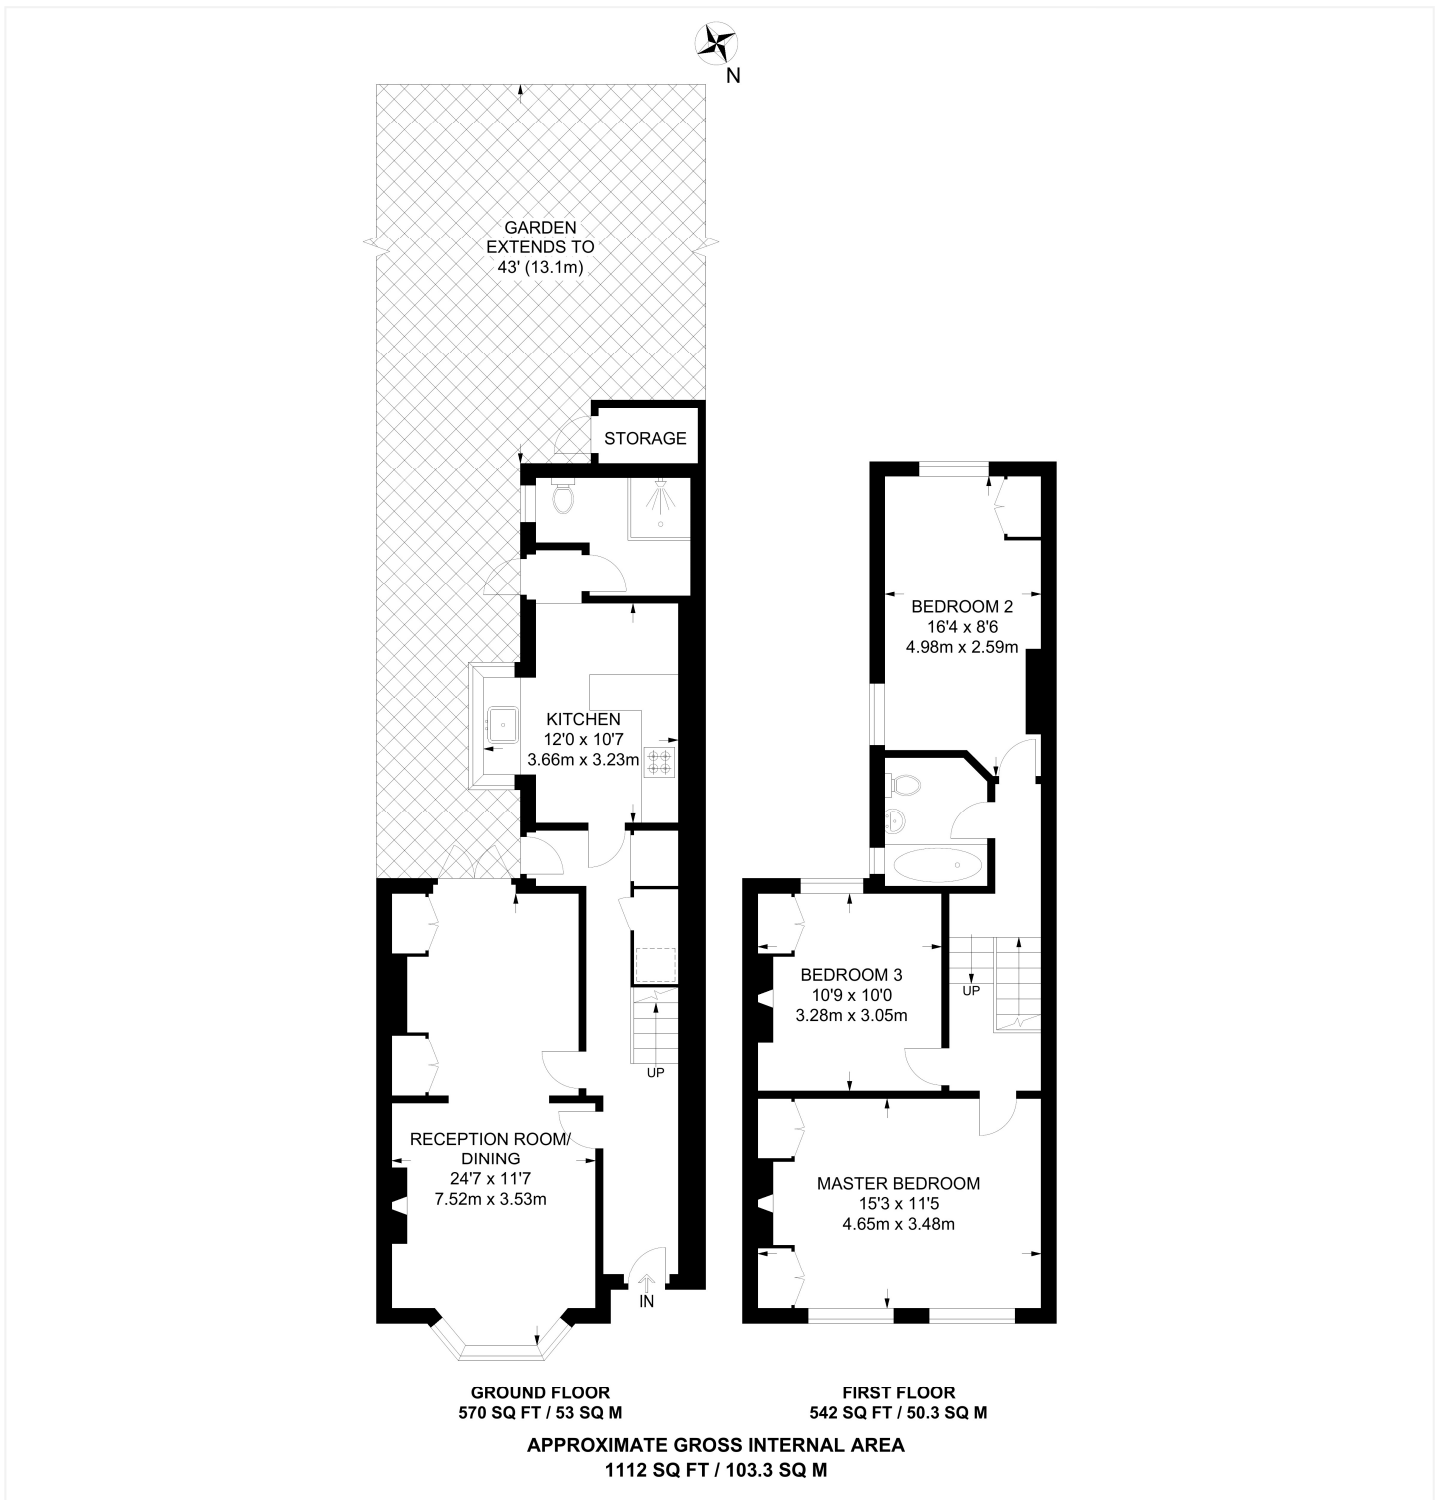 N
GARDEN
EXTENDS TO
43' (13.1m)
STORAGE
BEDROOM 2
16'4 x 8'6
4.98m x 2.59m
KITCHEN
12'0 x 10'7
3.66m x 3.23m
BEDROOM 3
10'9 x 10'0
3.28m x 3.05m
UP
UP
RECEPTION ROOM/
DINING
24'7 x 11'7
7.52m x 3.53m
MASTER BEDROOM
15'3 x 11'5
4.65m x 3.48m
IN
GROUND FLOOR
570 SQ FT / 53 SQ M
FIRST FLOOR
542 SQ FT / 50.3 SQ M
APPROXIMATE GROSS INTERNAL AREA
1112 SQ FT / 103.3 SQ M